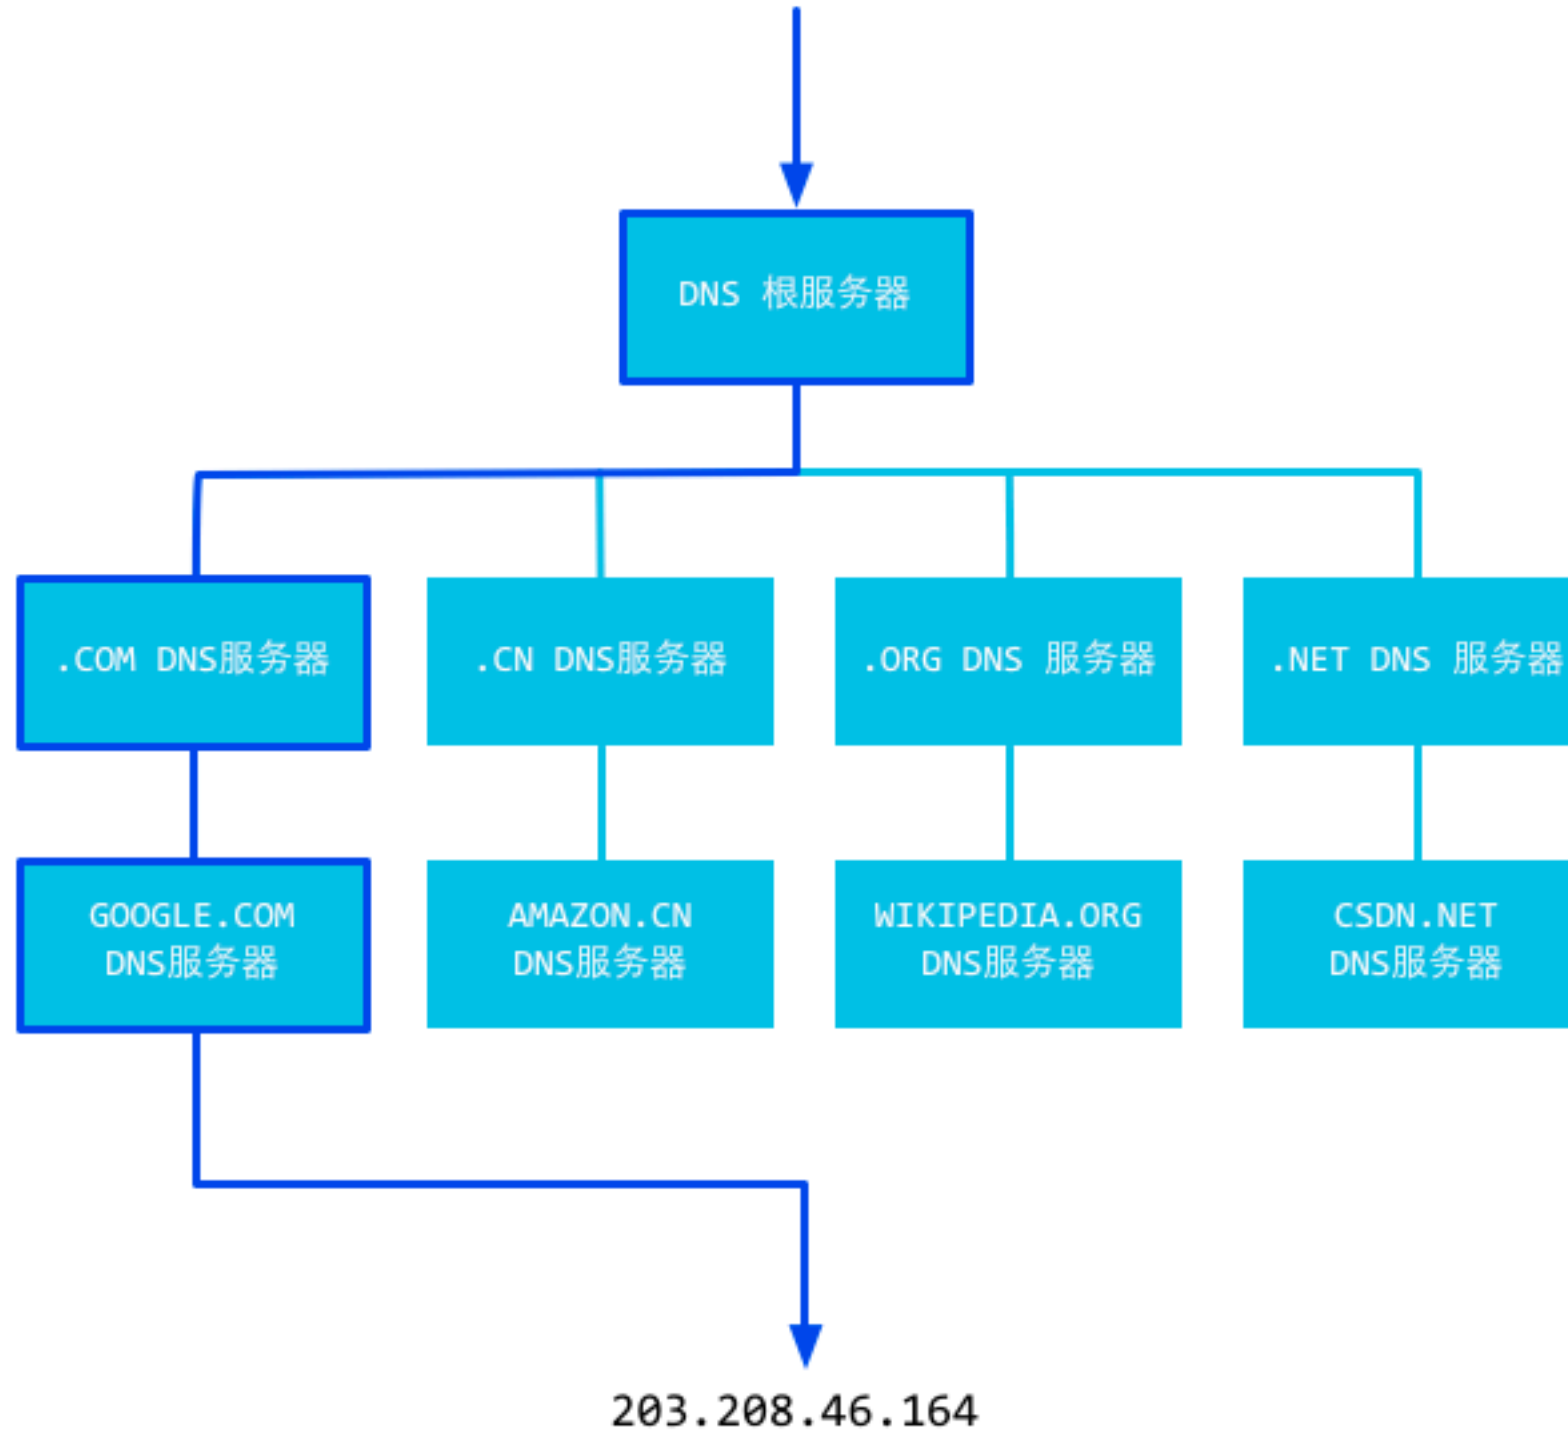 DNS 根服务器
.COM DNS服务器
.CN DNS服务器
.ORG DNS 服务器
.NET DNS 服务器
GOOGLE.COM
DNS服务器
AMAZON.CN
DNS服务器
WIKIPEDIA.ORG
DNS服务器
CSDN.NET
DNS服务器
203.208.46.164